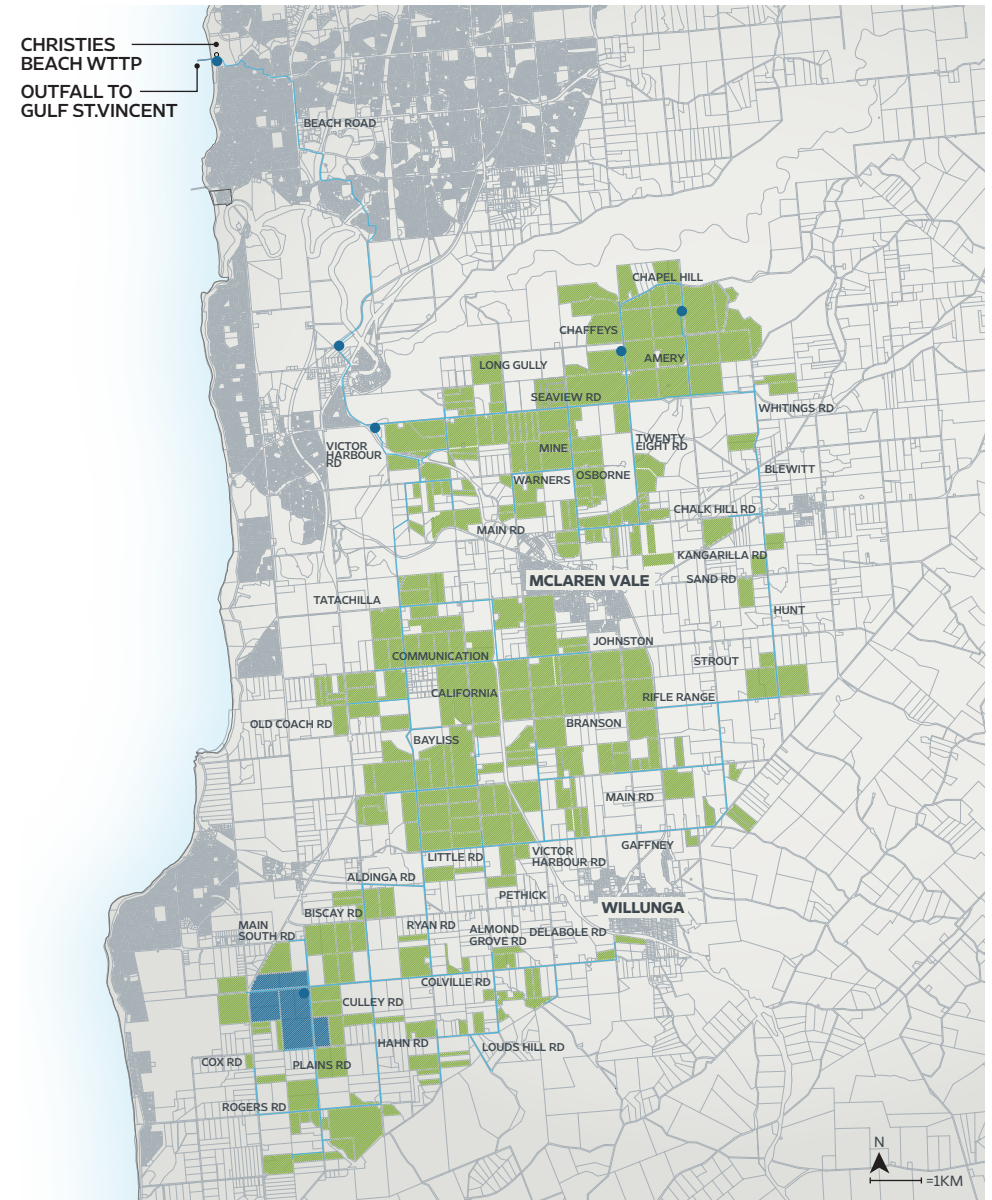 CHRISTIES
BEACH WTTP
OUTFALL TO
GULF ST.VINCENT
BEACH ROAD
CHAPEL HILL
CHAFFEYS
AMERY
LONG GULLY
SEAVIEW RD
WHITINGS RD
VICTOR
HARBOUR
RD
MINE
TWENTY
EIGHT RD
WARNERS
OSBORNE
BLEWITT
CHALK HILL RD
MAIN RD
KANGARILLA RD
MCLAREN VALE
SAND RD
TATACHILLA
HUNT
JOHNSTON
COMMUNICATION
STROUT
CALIFORNIA
RIFLE RANGE
OLD COACH RD
BRANSON
BAYLISS
MAIN RD
GAFFNEY
LITTLE RD
VICTOR
HARBOUR RD
ALDINGA RD
PETHICK
WILLUNGA
BISCAY RD
MAIN
SOUTH RD
RYAN RD
ALMOND
GROVE RD
DELABOLE RD
COLVILLE RD
CULLEY RD
HAHN RD
LOUDS HILL RD
COX RD
PLAINS RD
ROGERS RD
N
=1KM